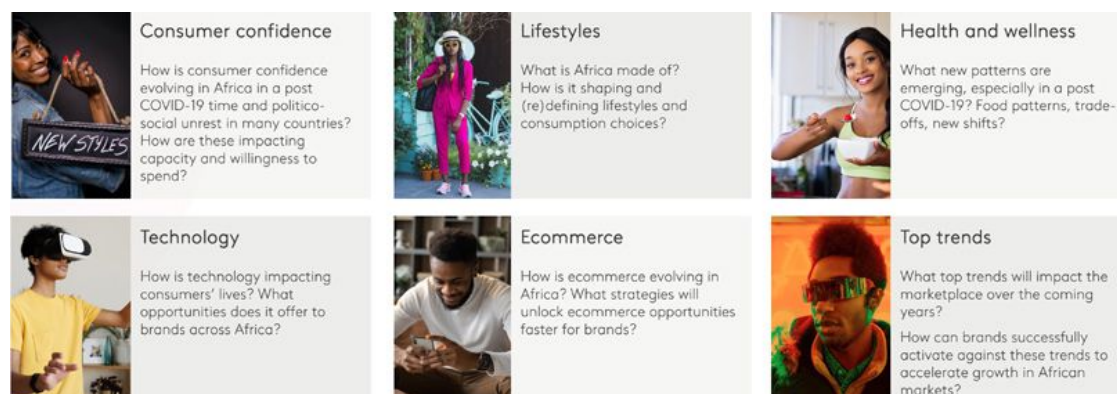 Consumer confidence
How is consumer confidence
evolving in Africa in a post
COVID-19 time and politico-
social unrest in many countries?
How are these impacting
capacity and willingness to
spend?
NEW STYLES
Lifestyles
What is Africa made of?
How is it shaping and
(re)defining lifestyles and
consumption choices?
Health and wellness
What new patterns are
emerging, especially in a post
COVID-19? Food patterns, trade-
offs, new shifts?
Technology
How is technology impacting
consumers' lives? What
opportunities does it offer to
brands across Africa?
Ecommerce
How is ecommerce evolving in
Africa? What strategies will
unlock ecommerce opportunities
faster for brands?
Top trends
What top trends will impact the
marketplace over the coming
years?
How can brands successfully
activate against these trends to
accelerate growth in African
markets?